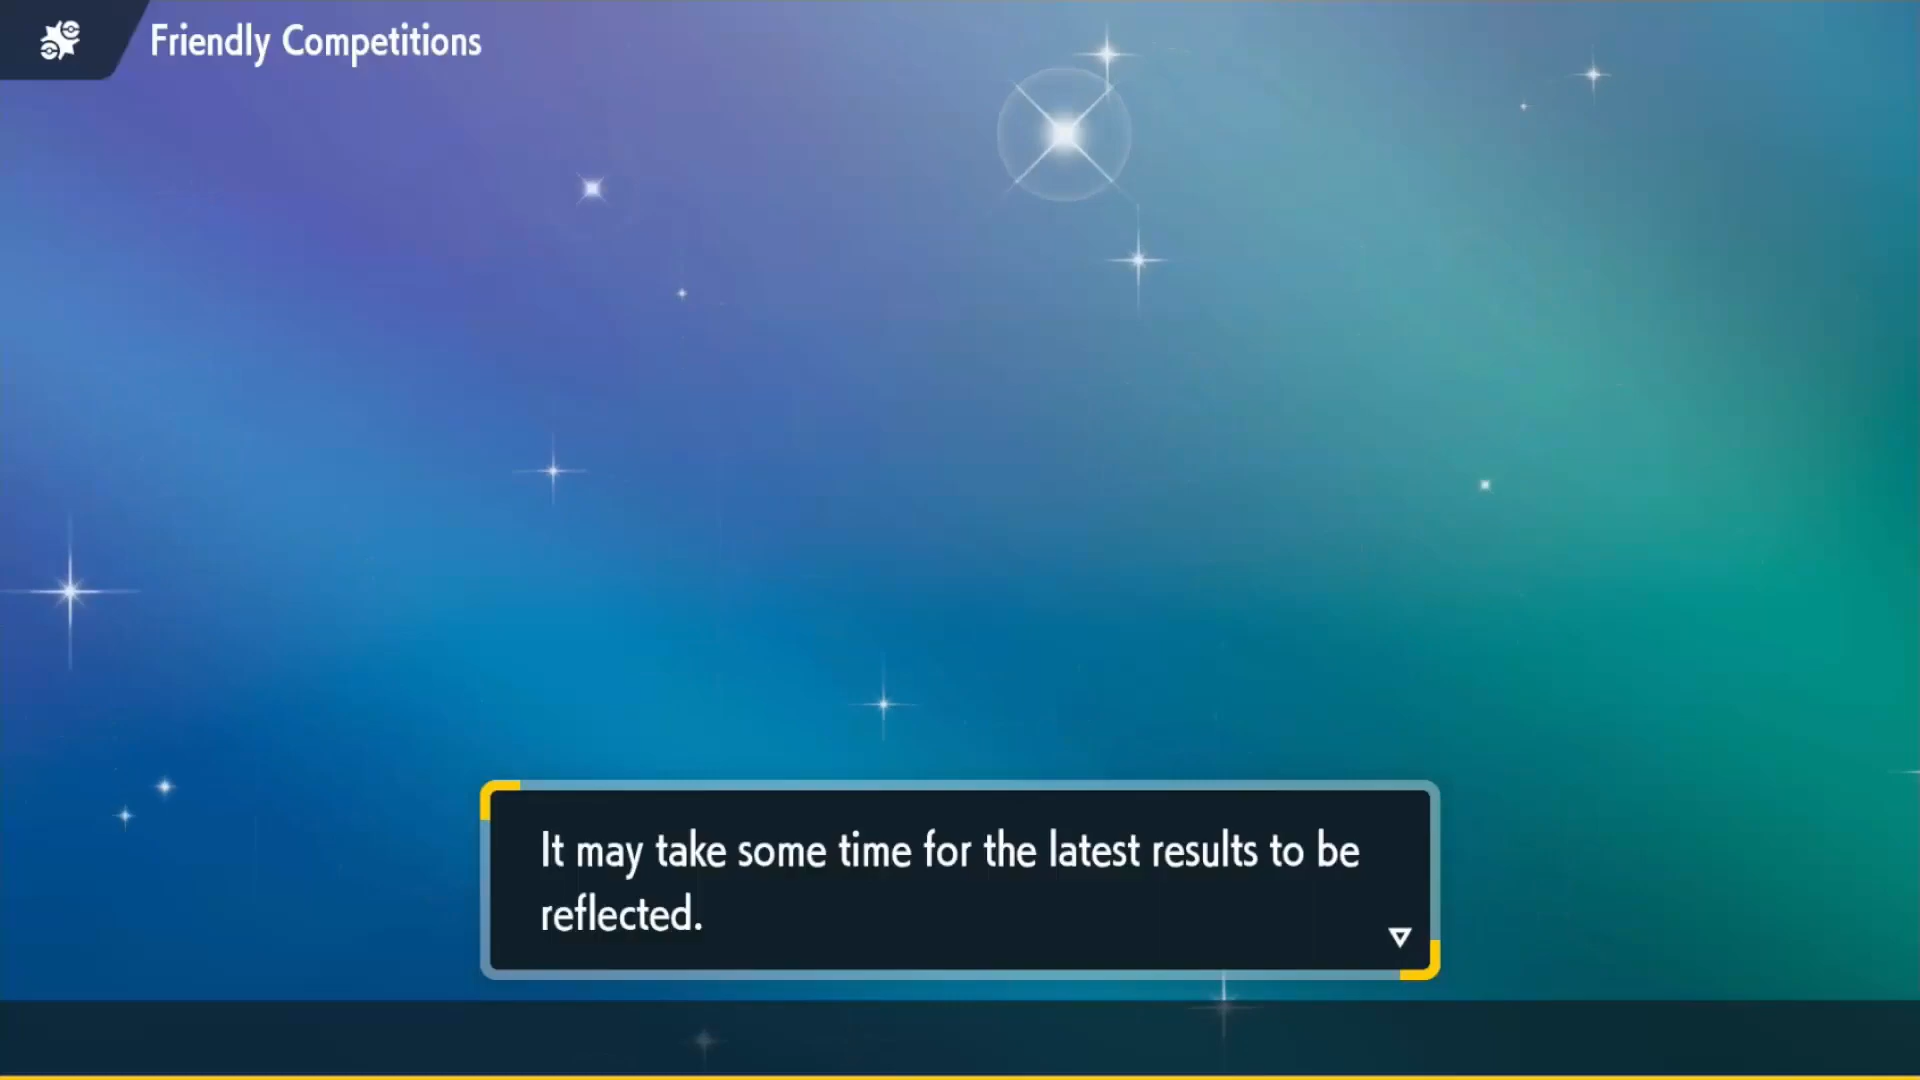 Friendly Competitions
It may take some time for the latest results to be
reflected.